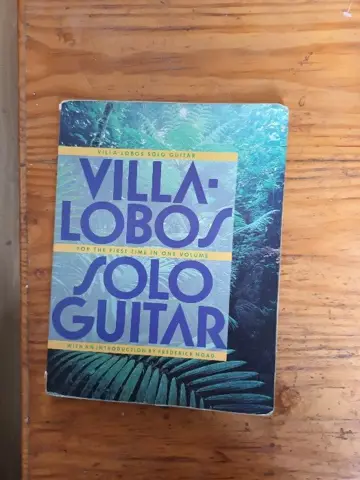 VILLA-LOBOS SOLO GUITAR
VILLA-
LOBOS
FOR THE FIRST TIME IN ONE VOLUME
SOLO
GUITAR
WITH AN INTRODUCTION BY FREDERICK NOAD